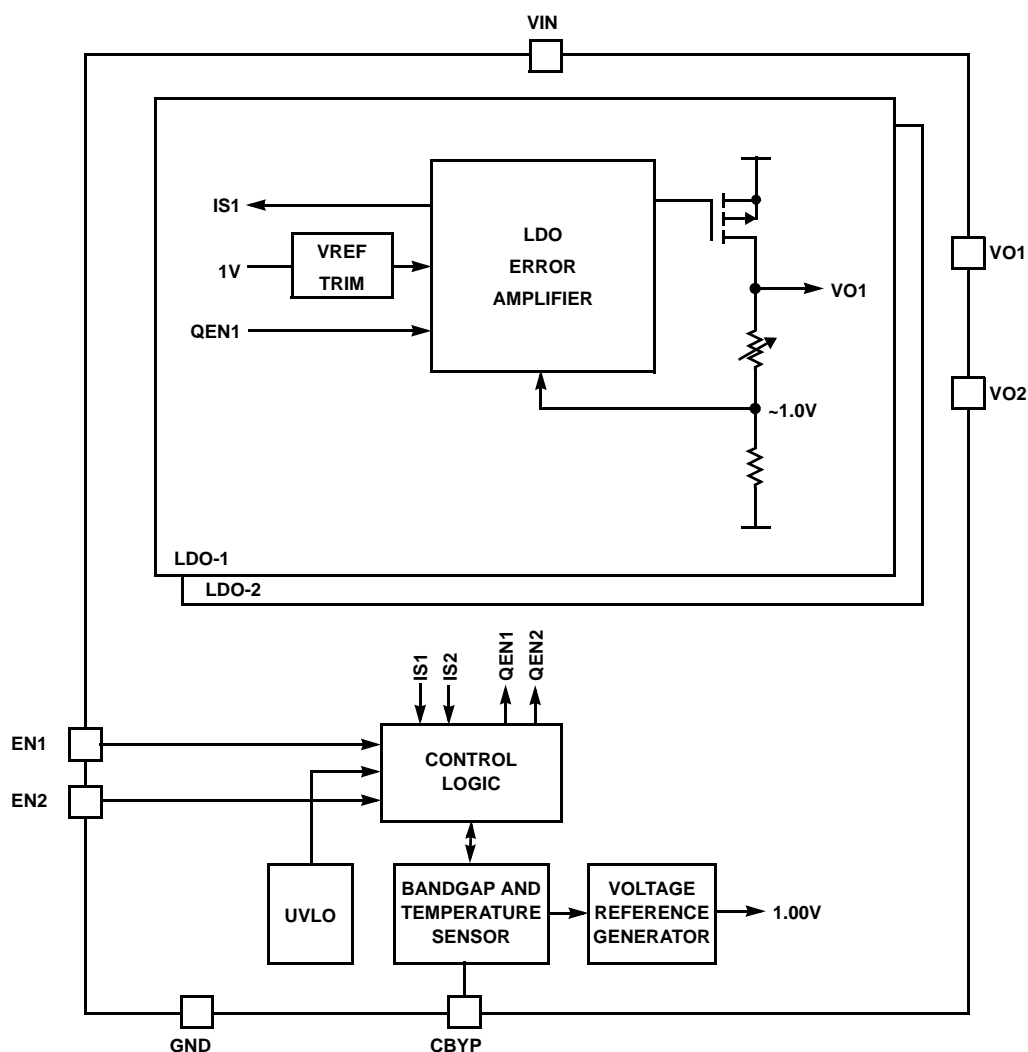 VIN
IS1
1V
VREF
TRIM
QEN1
LDO
ERROR
AMPLIFIER
VO1
~1.0V
LDO-1
LDO-2
VO1
VO2
IS1
IS2
QEN1
QEN2
EN1
EN2
CONTROL
LOGIC
UVLO
BANDGAP AND
TEMPERATURE
SENSOR
VOLTAGE
REFERENCE
GENERATOR
1.00V
GND
CBYP